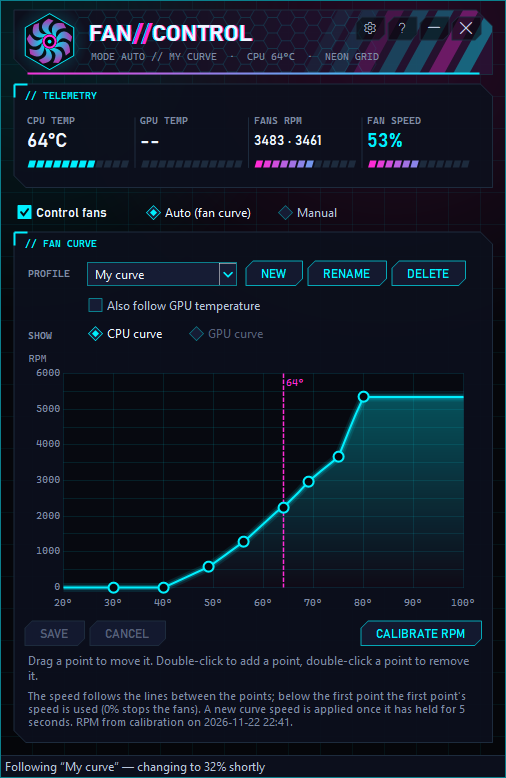 FAN//CONTROL
?
MODE AUTO // MY CURVE - CPU 64°C - NEON GRID
// TELEMETRY
CPU TEMP GPU TEMP FANS RPM FAN SPEED
64°C -- 3483 · 3461 53%
Control fans Auto (fan curve) Manual
// FAN CURVE
PROFILE My curve NEW RENAME DELETE
Also follow GPU temperature
SHOW CPU curve GPU curve
RPM
6000
64°
5000
4000
3000
2000
1000
0
20° 30° 40° 50° 60° 70° 80° 90° 100°
SAVE CANCEL CALIBRATE RPM
Drag a point to move it. Double-click to add a point, double-click a point to remove
it.
The speed follows the lines between the points; below the first point the first point's
speed is used (0% stops the fans). A new curve speed is applied once it has held for 5
seconds. RPM from calibration on 2026-11-22 22:41.
Following “My curve” — changing to 32% shortly